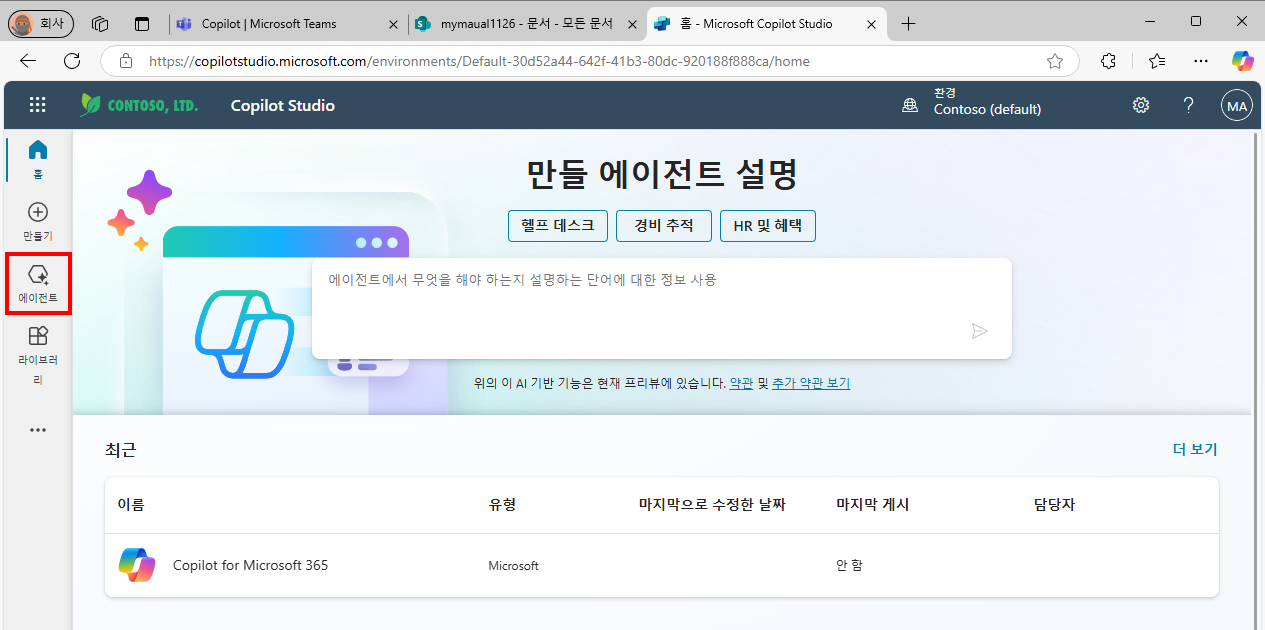 회사
Copilot | Microsoft Teams
mymaual1126 - 문서 - 모든 문서
홈 - Microsoft Copilot Studio
https://copilotstudio.microsoft.com/environments/Default-30d52a44-642f-41b3-80dc-920188f888ca/home
CONTOSO, LTD.
Copilot Studio
환경
Contoso (default)
?
MA
홈
만들기
에이전트
라이브러
리
만들 에이전트 설명
헬프 데스크
경비 추적
HR 및 혜택
에이전트에서 무엇을 해야 하는지 설명하는 단어에 대한 정보 사용
위의 이 AI 기반 기능은 현재 프리뷰에 있습니다. 약관 및 추가 약관 보기
최근
더 보기
이름 유형 마지막으로 수정한 날짜 마지막 게시 담당자
Copilot for Microsoft 365 Microsoft 안 함